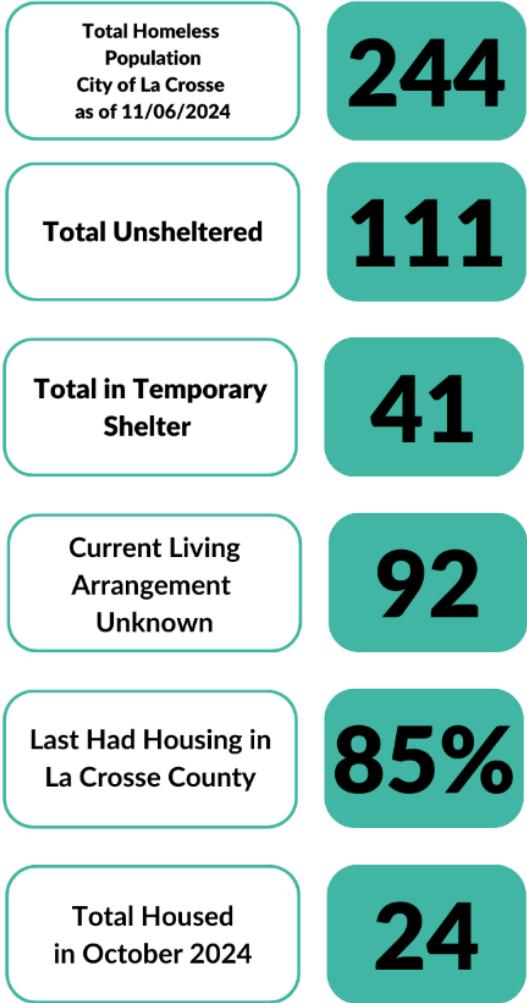 Total Homeless
Population
City of La Crosse
as of 11/06/2024
244
Total Unsheltered
111
Total in Temporary
Shelter
41
Current Living
Arrangement
Unknown
92
Last Had Housing in
La Crosse County
85%
Total Housed
in October 2024
24